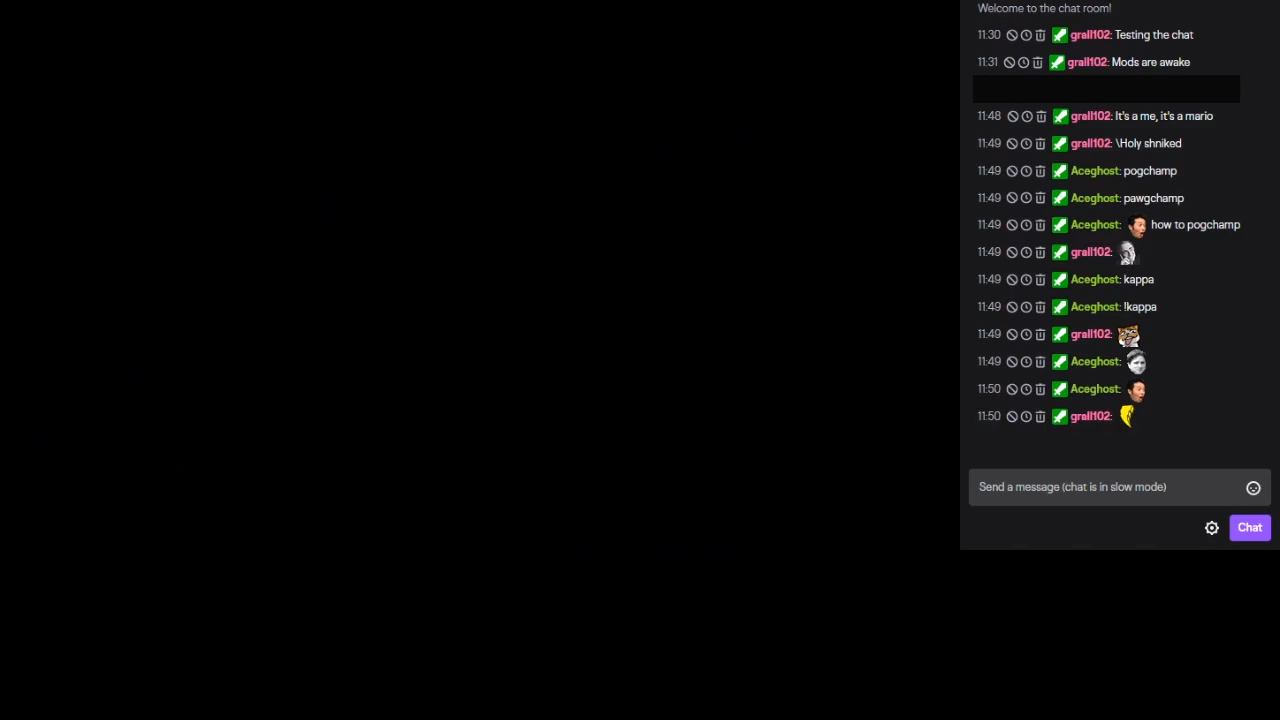 Welcome to the chat room!
11:30 grall102: Testing the chat
11:31 grall102: Mods are awake
11:48 grall102: It's a me, it's a mario
11:49 grall102: \Holy shniked
11:49 Aceghost: pogchamp
11:49 Aceghost: pawgchamp
11:49 Aceghost: how to pogchamp
11:49 grall102:
11:49 Aceghost: kappa
11:49 Aceghost: !kappa
11:49 grall102:
11:49 Aceghost:
11:50 Aceghost:
11:50 grall102:
Send a message (chat is in slow mode)
Chat